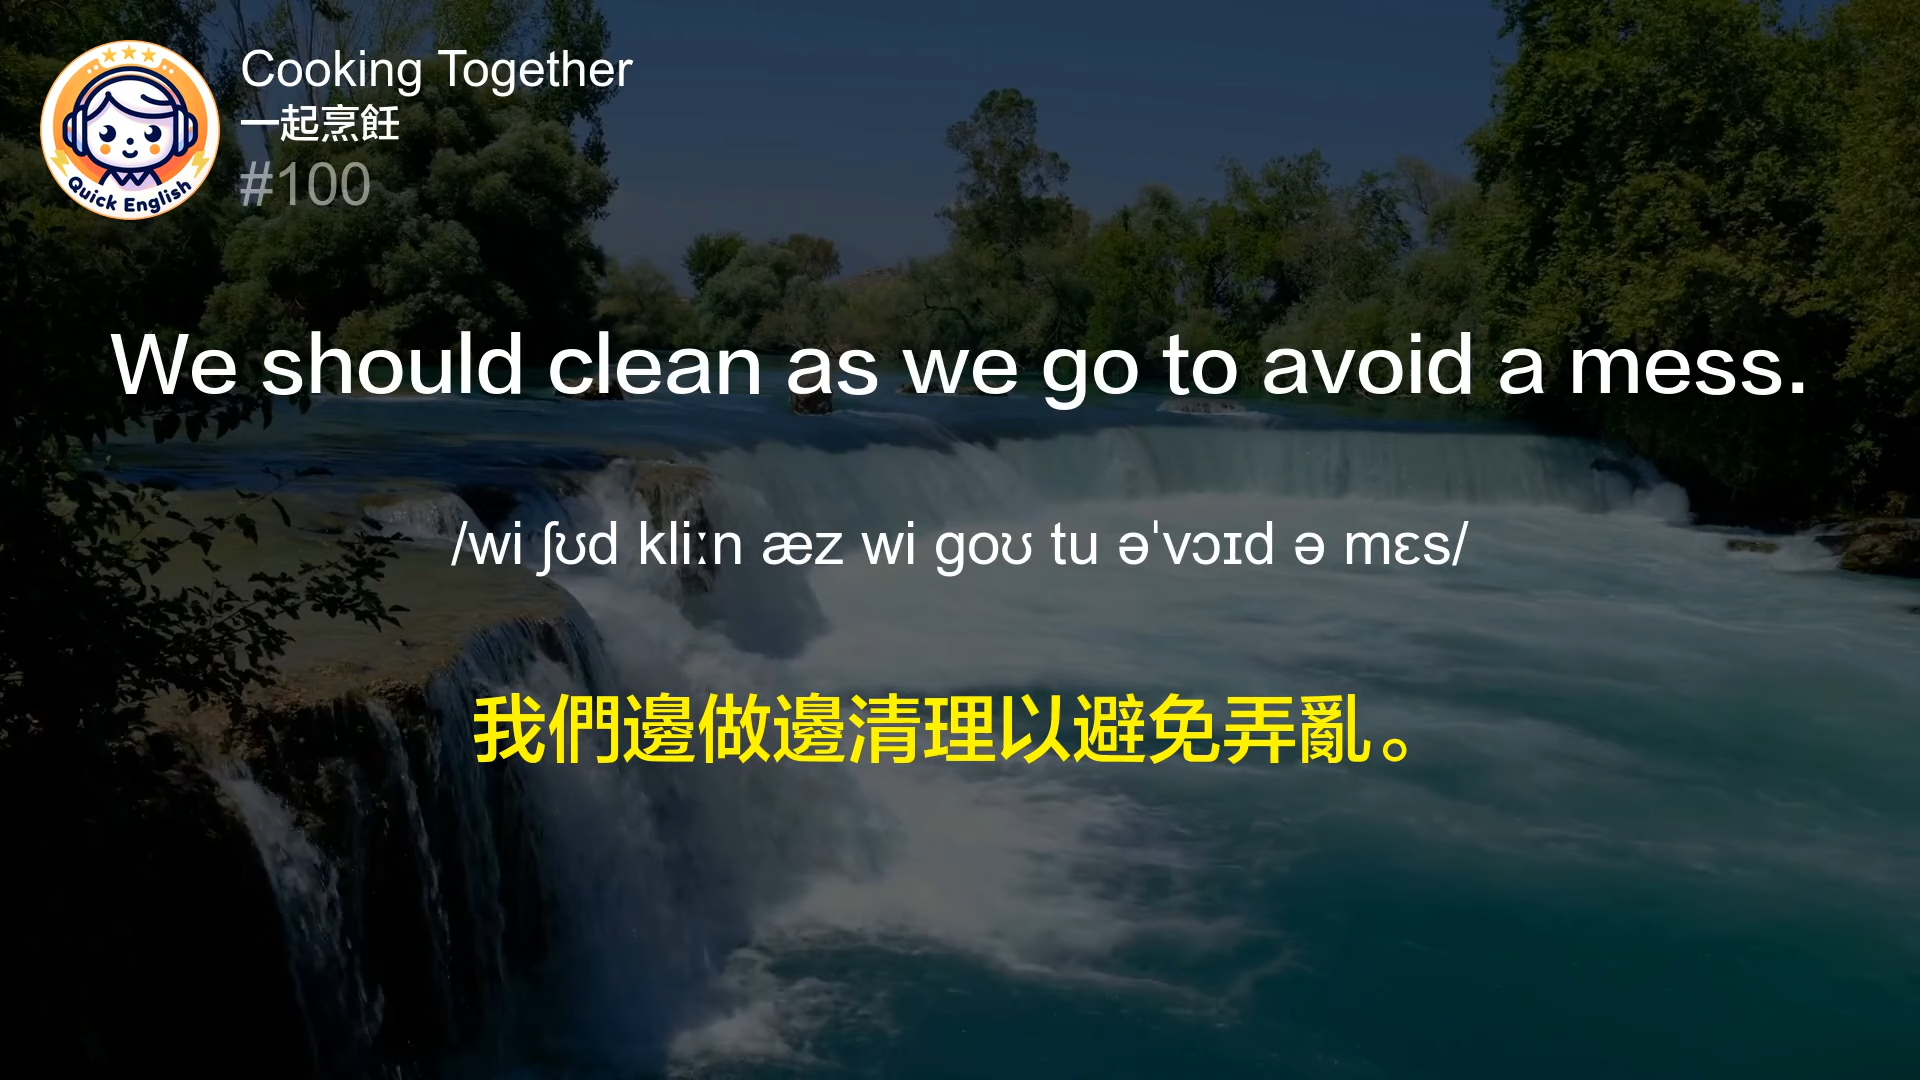 Quick English
Cooking Together
一起烹飪
#100
We should clean as we go to avoid a mess.
/wi ʃʊd kliːn æz wi goʊ tu əˈvɔɪd ə mɛs/
我們邊做邊清理以避免弄亂。